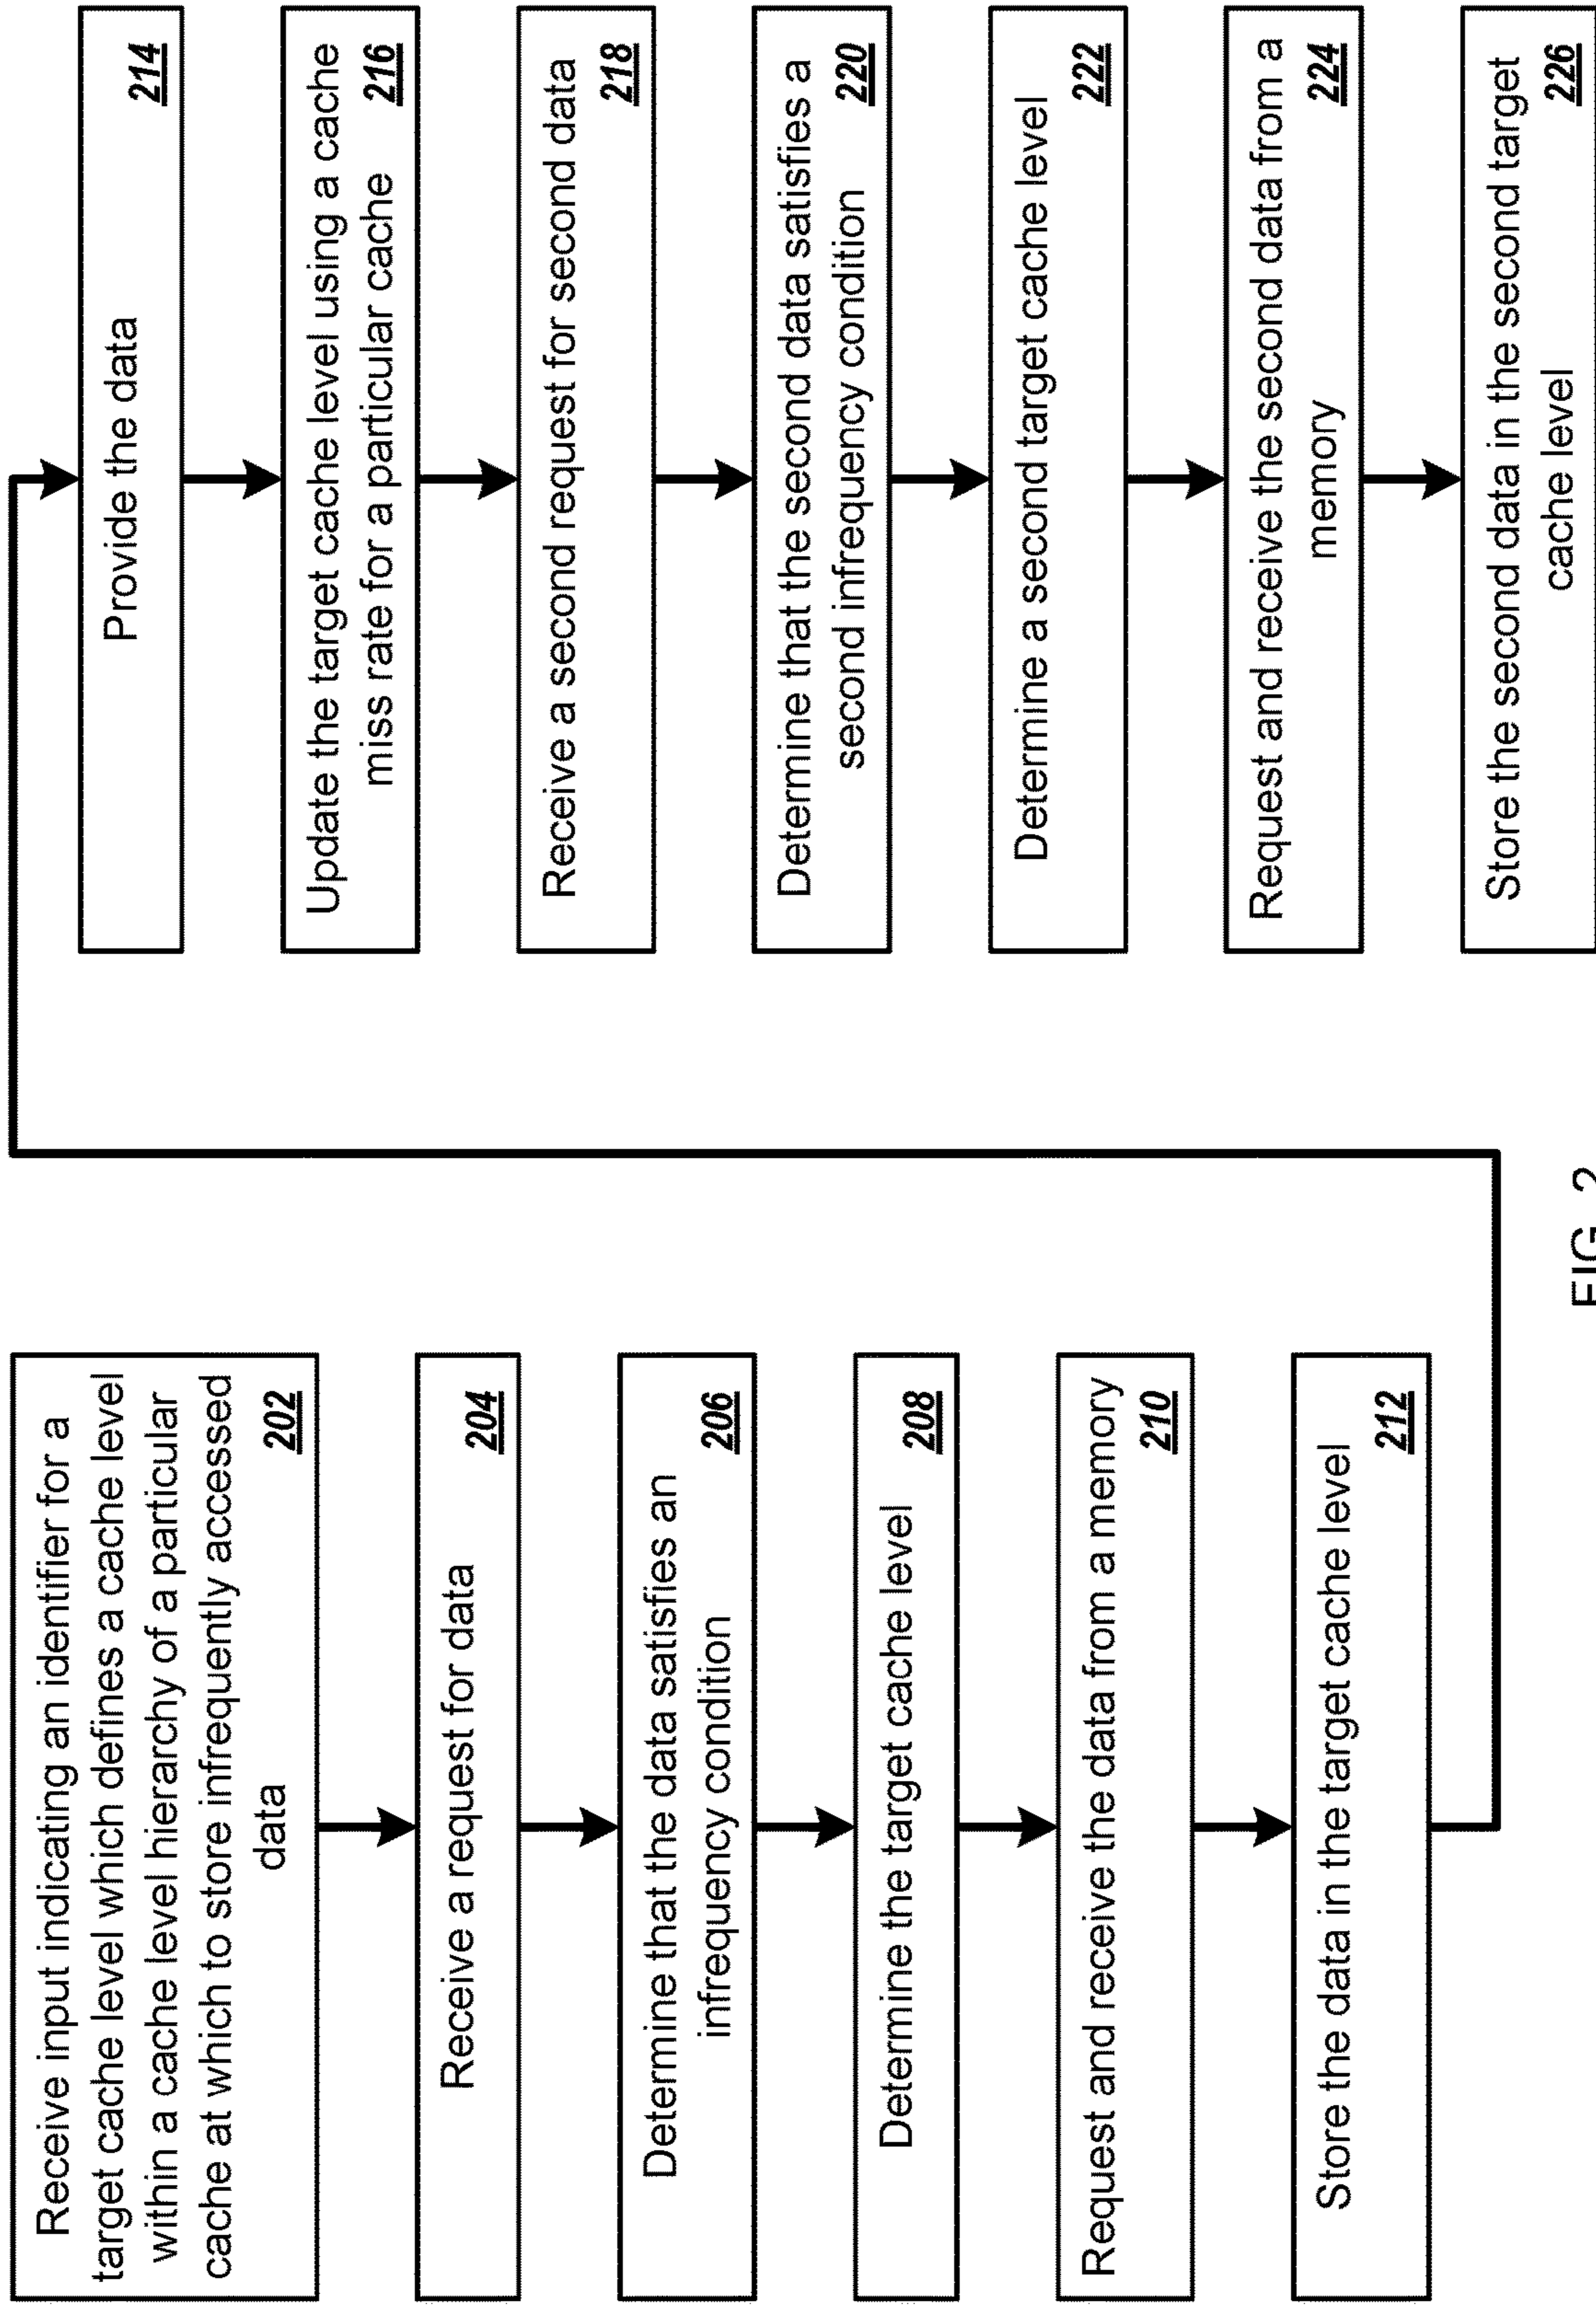 Receive input indicating an identifier for a
target cache level which defines a cache level
within a cache level hierarchy of a particular
cache at which to store infrequently accessed
data
202
Receive a request for data
204
Determine that the data satisfies an
infrequency condition
206
Determine the target cache level
208
Request and receive the data from a memory
210
Store the data in the target cache level
212
Provide the data
214
Update the target cache level using a cache
miss rate for a particular cache
216
Receive a second request for second data
218
Determine that the second data satisfies a
second infrequency condition
220
Determine a second target cache level
222
Request and receive the second data from a
memory
224
Store the second data in the second target
cache level
226
FIG. 2